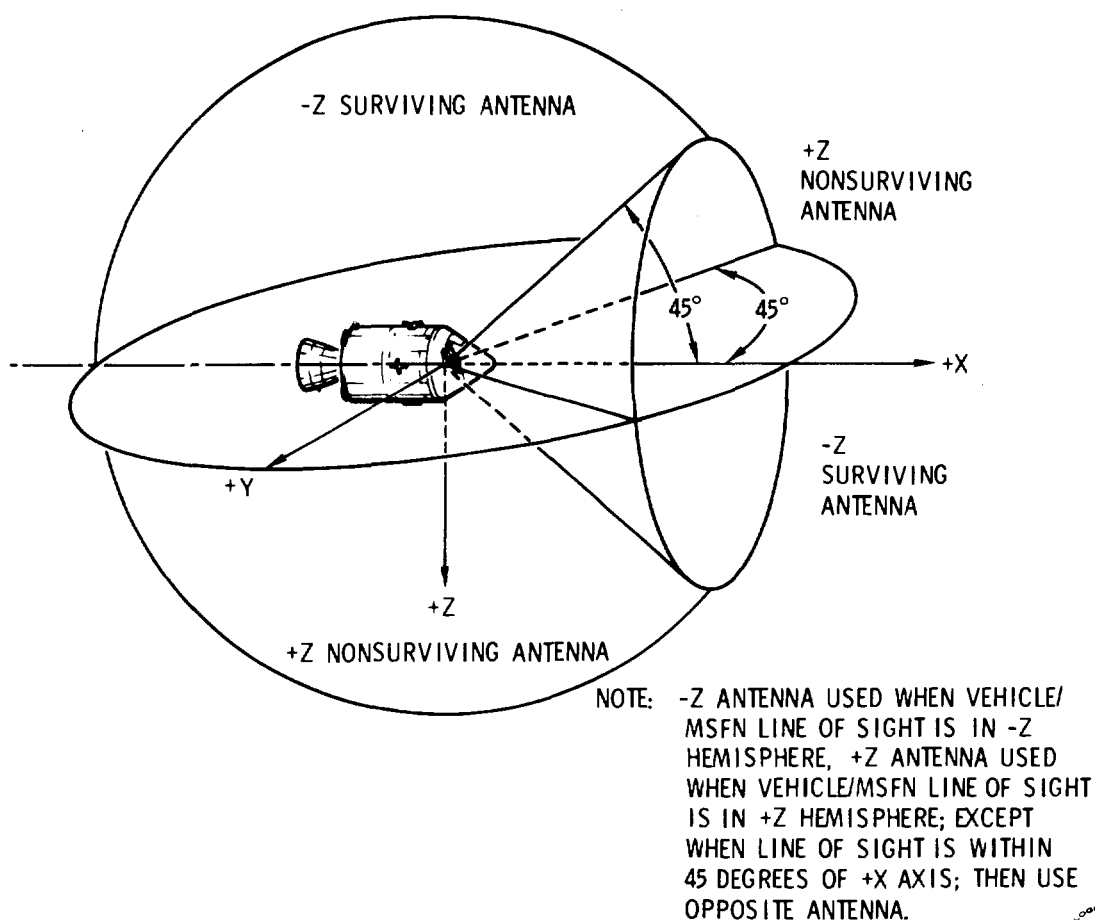 -Z SURVIVING ANTENNA
+Z
NONSURVIVING
ANTENNA
45°
45°
+X
-Z
SURVIVING
ANTENNA
+Y
+Z
+Z NONSURVIVING ANTENNA
NOTE: -Z ANTENNA USED WHEN VEHICLE/
MSFN LINE OF SIGHT IS IN -Z
HEMISPHERE, +Z ANTENNA USED
WHEN VEHICLE/MSFN LINE OF SIGHT
IS IN +Z HEMISPHERE; EXCEPT
WHEN LINE OF SIGHT IS WITHIN
45 DEGREES OF +X AXIS; THEN USE
OPPOSITE ANTENNA.